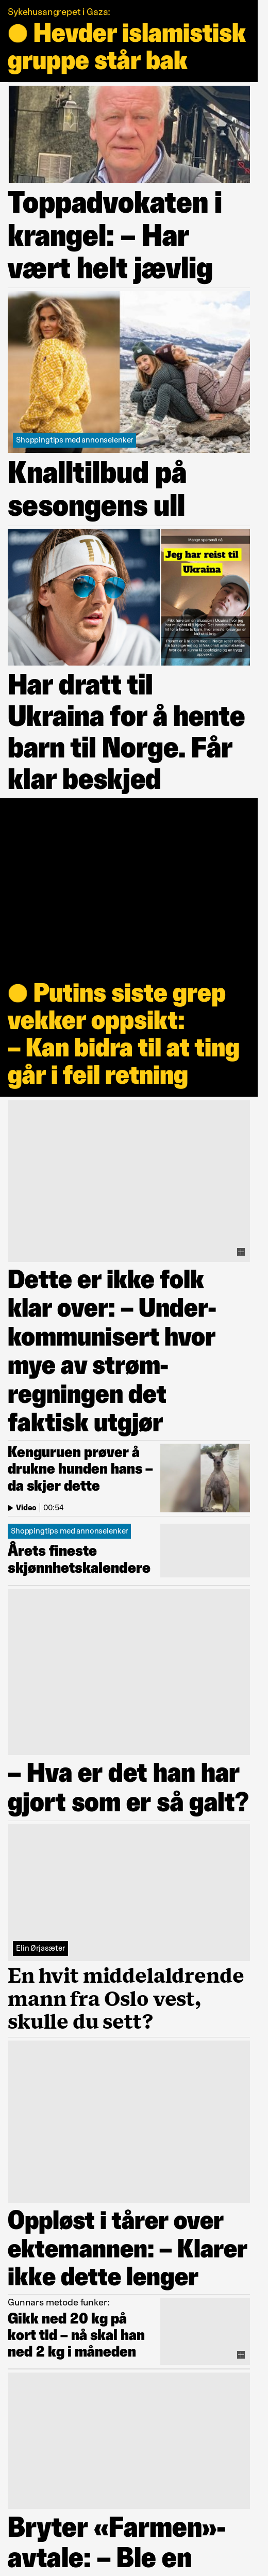 Sykehusangrepet i Gaza:
● Hevder islamistisk
gruppe står bak
Toppadvokaten i
krangel: – Har
vært helt jævlig
Shoppingtips med annonselenker
Knalltilbud på
sesongens ull
Jeg har reist til
Ukraina
Har dratt til
Ukraina for å hente
barn til Norge. Får
klar beskjed
● Putins siste grep
vekker oppsikt:
– Kan bidra til at ting
går i feil retning
Dette er ikke folk
klar over: – Under-
kommunisert hvor
mye av strøm-
regningen det
faktisk utgjør
Kenguruen prøver å
drukne hunden hans –
da skjer dette
Video | 00:54
Shoppingtips med annonselenker
Årets fineste
skjønnhetskalendere
– Hva er det han har
gjort som er så galt?
Elin Ørjasæter
En hvit middelaldrende
mann fra Oslo vest,
skulle du sett?
Oppløst i tårer over
ektemannen: – Klarer
ikke dette lenger
Gunnars metode funker:
Gikk ned 20 kg på
kort tid – nå skal han
ned 2 kg i måneden
Bryter «Farmen»-
avtale: – Ble en